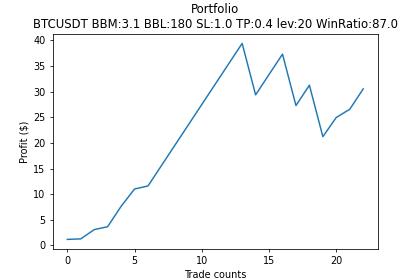 Portfolio
BTCUSDT BBM:3.1 BBL:180 SL:1.0 TP:0.4 lev:20 WinRatio:87.0
40
35
30
25
20
15
10
5
0
Profit ($)
0 5 10 15 20
Trade counts